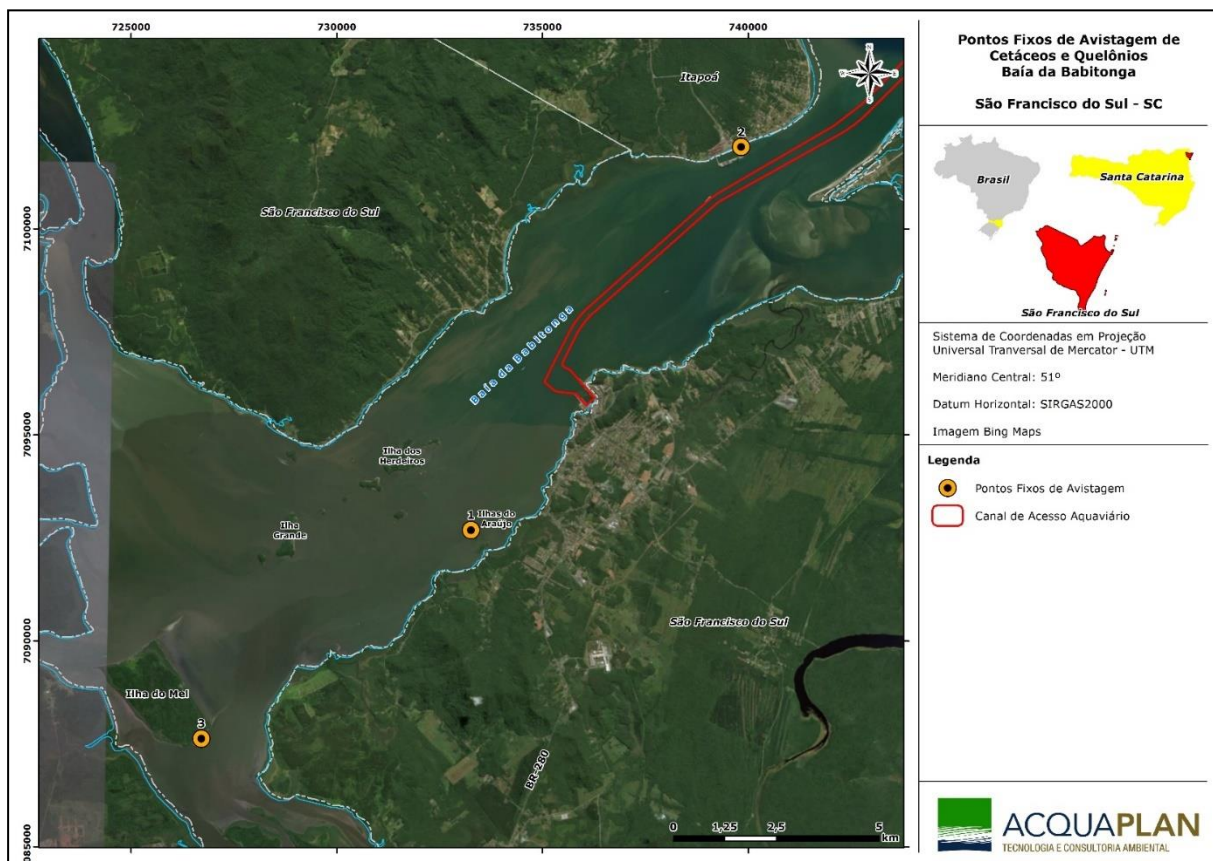 725000
730000
735000
740000
7100000
7095000
7090000
7085000
Itapoá
2
São Francisco do Sul
Baía da Babitonga
Ilha dos
Herdeiros
1
Ilhas do
Araújo
Ilha
Grande
São Francisco do Sul
Ilha do Mel
3
BR-280
0
1,25
2,5
5
km
Pontos Fixos de Avistagem de
Cetáceos e Quelônios
Baía da Babitonga
São Francisco do Sul - SC
Brasil
Santa Catarina
São Francisco do Sul
Sistema de Coordenadas em Projeção
Universal Tranversal de Mercator - UTM
Meridiano Central: 51º
Datum Horizontal: SIRGAS2000
Imagem Bing Maps
Legenda
Pontos Fixos de Avistagem
Canal de Acesso Aquaviário
ACQUAPLAN
TECNOLOGIA E CONSULTORIA AMBIENTAL